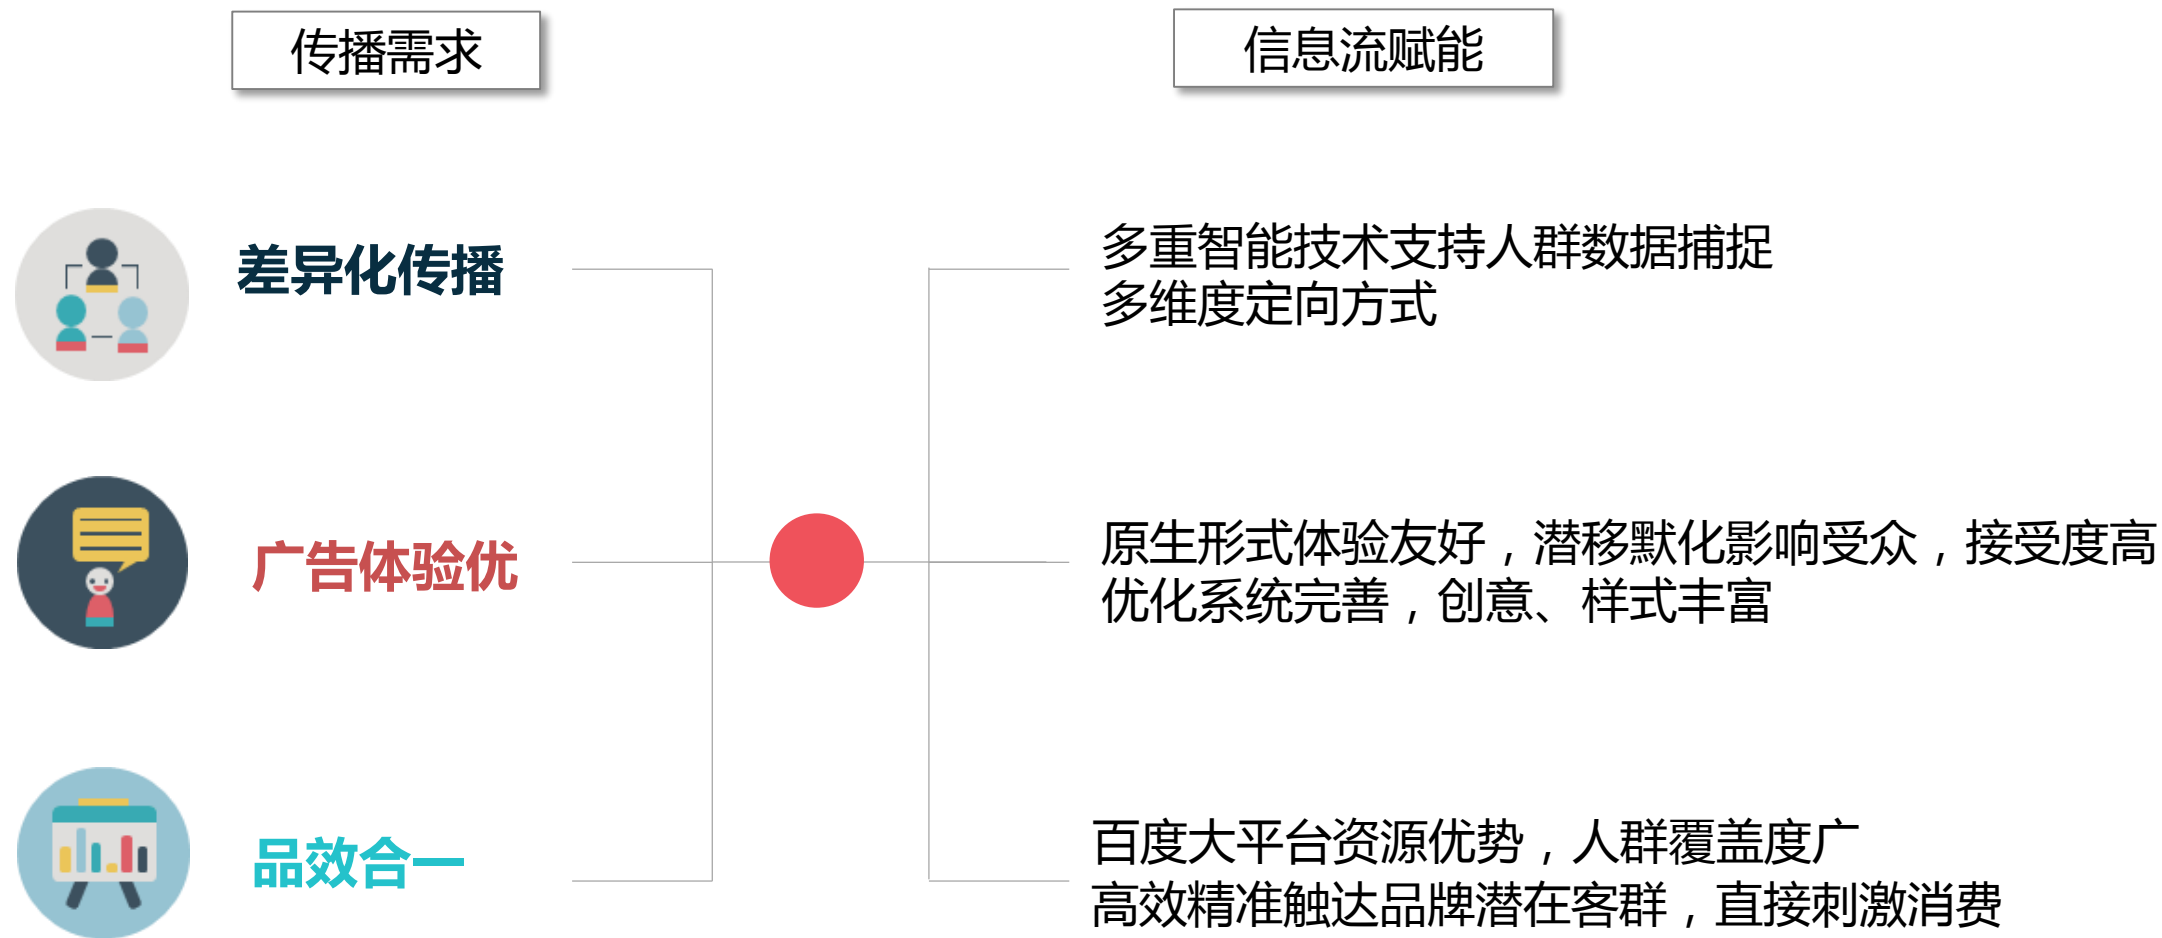 传播需求
信息流赋能
差异化传播
多重智能技术支持人群数据捕捉
多维度定向方式
广告体验优
原生形式体验友好，潜移默化影响受众，接受度高
优化系统完善，创意、样式丰富
品效合一
百度大平台资源优势，人群覆盖度广
高效精准触达品牌潜在客群，直接刺激消费